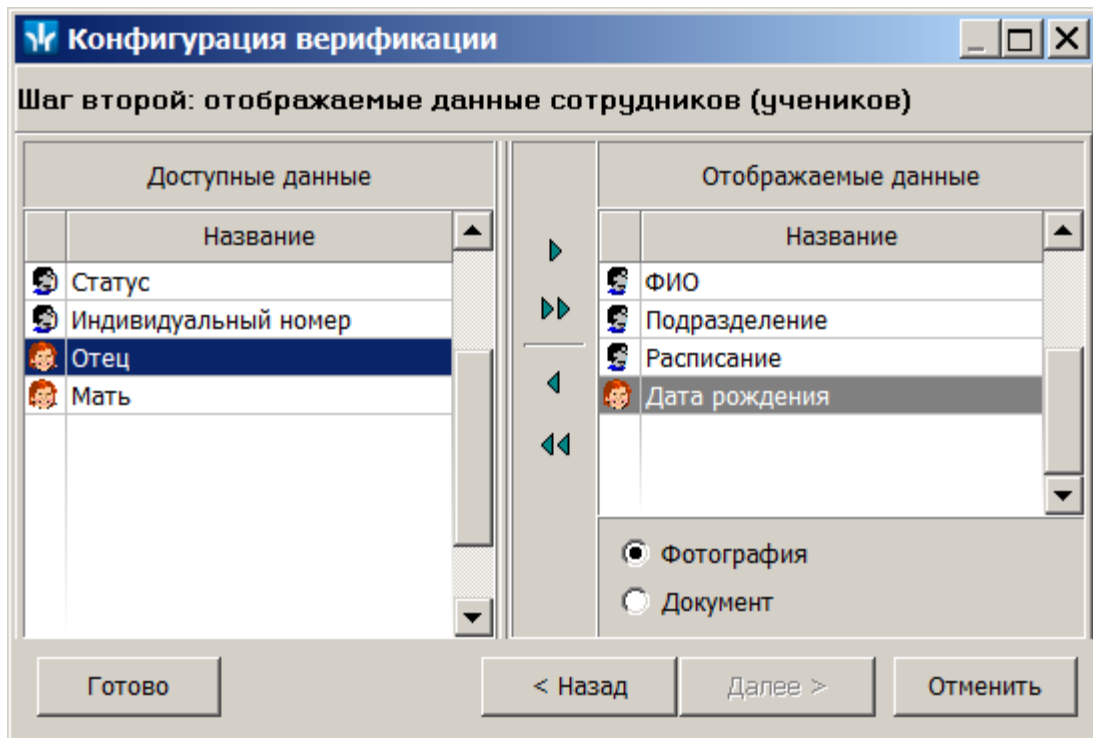 Конфигурация верификации
Шаг второй: отображаемые данные сотрудников (учеников)
Доступные данные
Название
Статус
Индивидуальный номер
Отец
Мать
Отображаемые данные
Название
ФИО
Подразделение
Расписание
Дата рождения
Фотография
Документ
Готово
< Назад
Далее >
Отменить